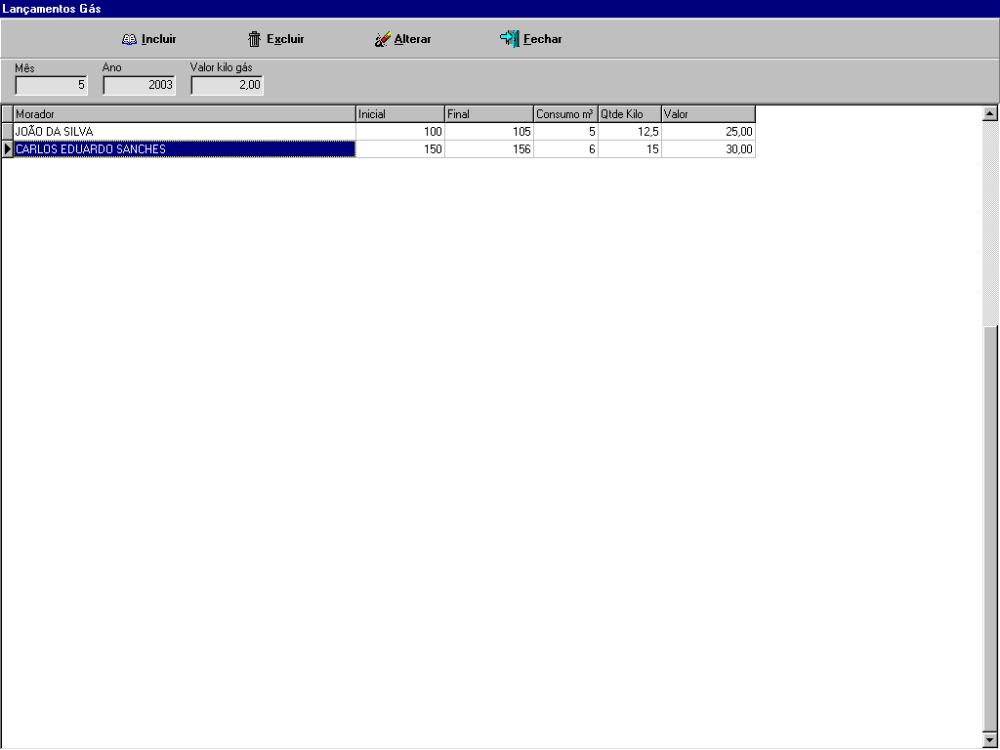 Lançamentos Gás
Incluir Excluir Alterar Fechar
Mês Ano Valor kilo gás
5 2003 2,00
Morador Inicial Final Consumo m³ Qtde Kilo Valor
JOÃO DA SILVA 100 105 5 12,5 25,00
CARLOS EDUARDO SANCHES 150 156 6 15 30,00